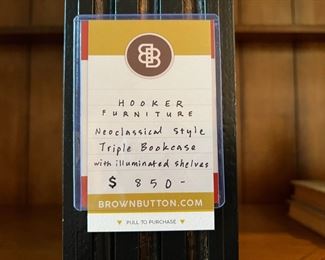 BB
HOOKER
FURNITURE
Neoclassical Style
Triple Bookcase
with illuminated shelves
$ 850-
BROWNBUTTON.COM
▼ PULL TO PURCHASE ▼